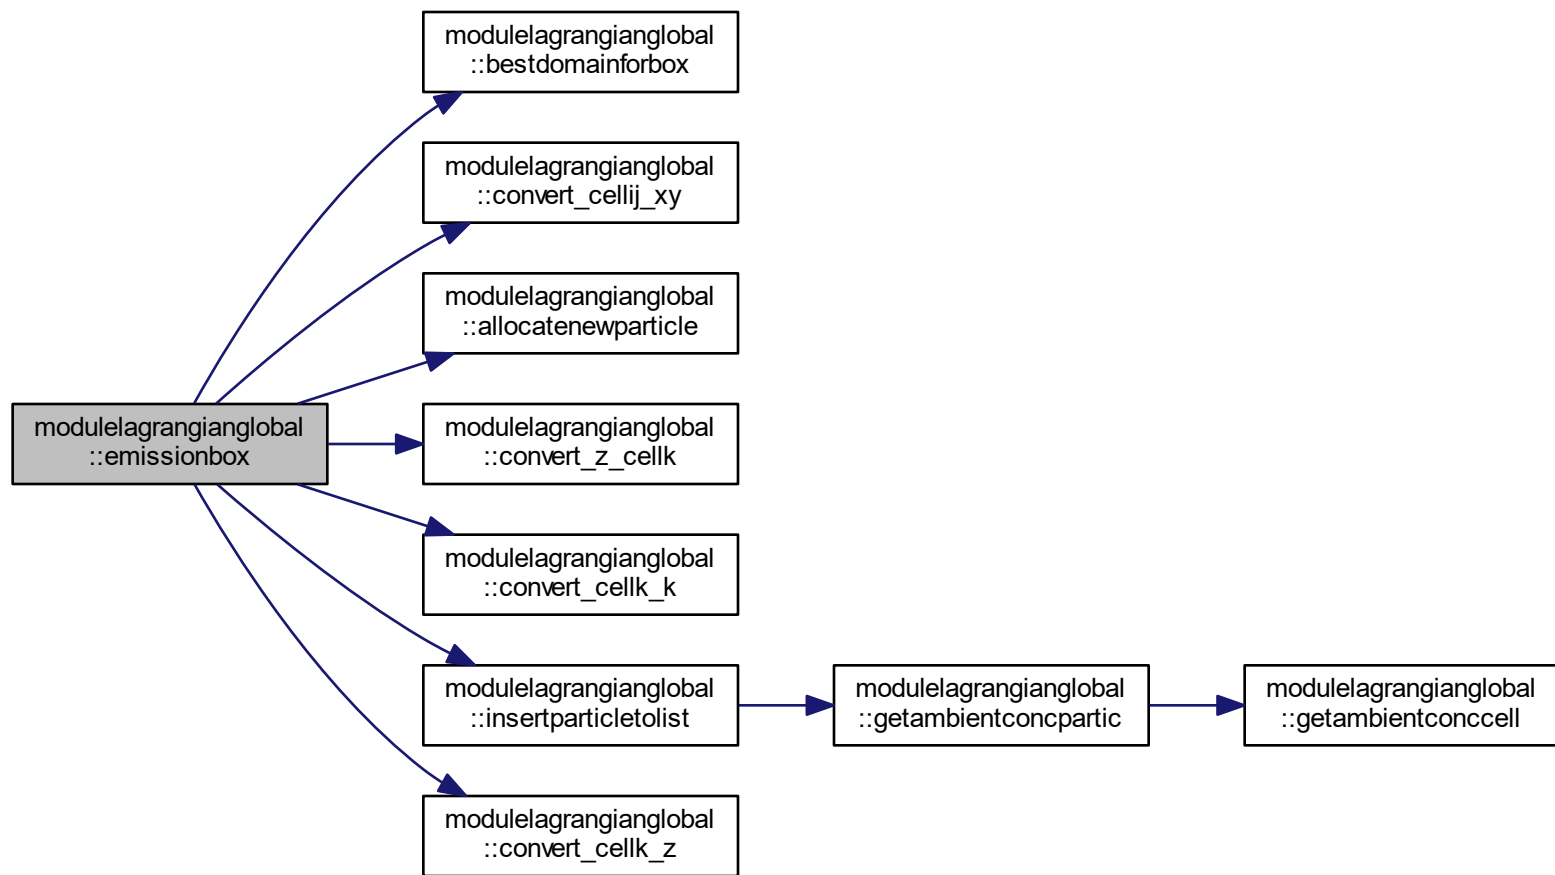 modulelagrangianglobal
::bestdomainforbox
modulelagrangianglobal
::convert_cellij_xy
modulelagrangianglobal
::allocatenewparticle
modulelagrangianglobal
::emissionbox
modulelagrangianglobal
::convert_z_cellk
modulelagrangianglobal
::convert_cellk_k
modulelagrangianglobal
::insertparticletolist
modulelagrangianglobal
::getambientconcpartic
modulelagrangianglobal
::getambientconccell
modulelagrangianglobal
::convert_cellk_z